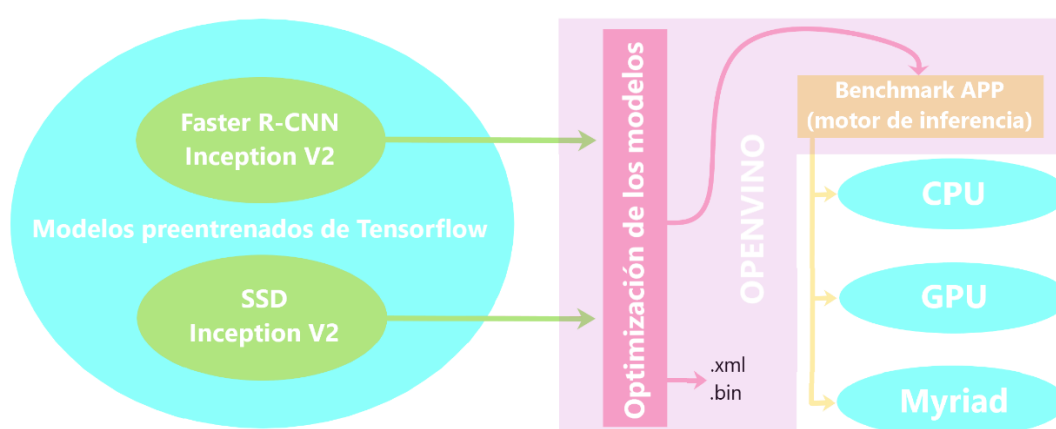 Faster R-CNN
Inception V2
Modelos preentrenados de Tensorflow
SSD
Inception V2
Optimización de los modelos
.xml
.bin
OPENVINO
Benchmark APP
(motor de inferencia)
CPU
GPU
Myriad